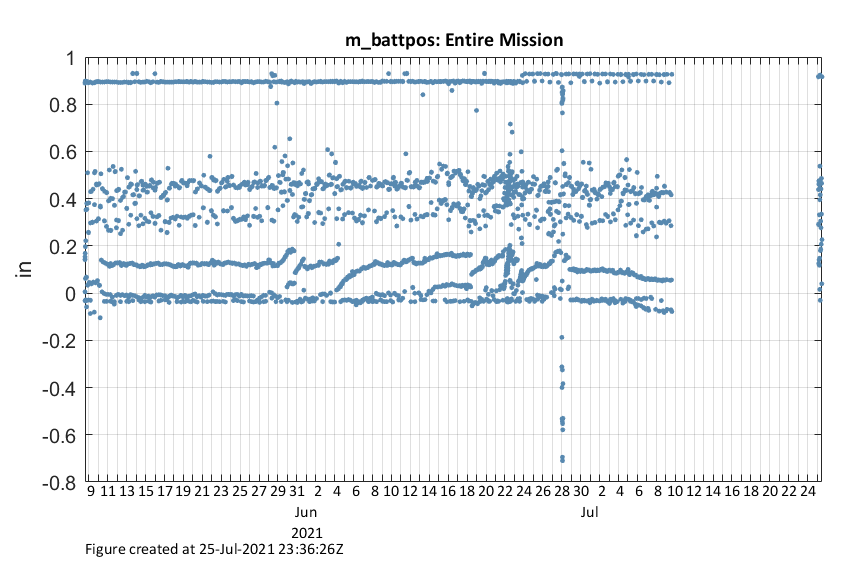 m_battpos: Entire Mission
1
0.8
0.6
0.4
0.2
0
-0.2
-0.4
-0.6
-0.8
in
9 11 13 15 17 19 21 23 25 27 29 31 2 4 6 8 10 12 14 16 18 20 22 24 26 28 30 2 4 6 8 10 12 14 16 18 20 22 24
Jun Jul
2021
Figure created at 25-Jul-2021 23:36:26Z